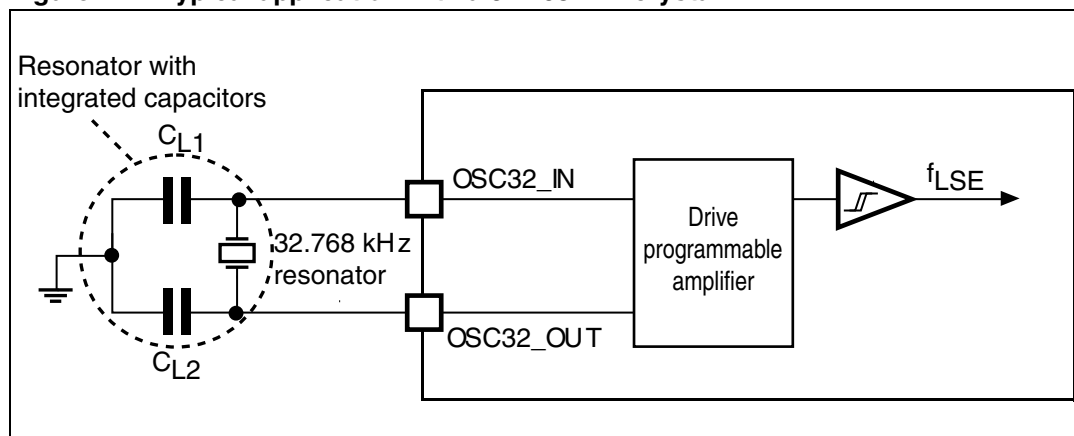 Resonator with
integrated capacitors
CL1
OSC32_IN
fLSE
Drive
programmable
amplifier
32.768 kHz
resonator
OSC32_OUT
CL2